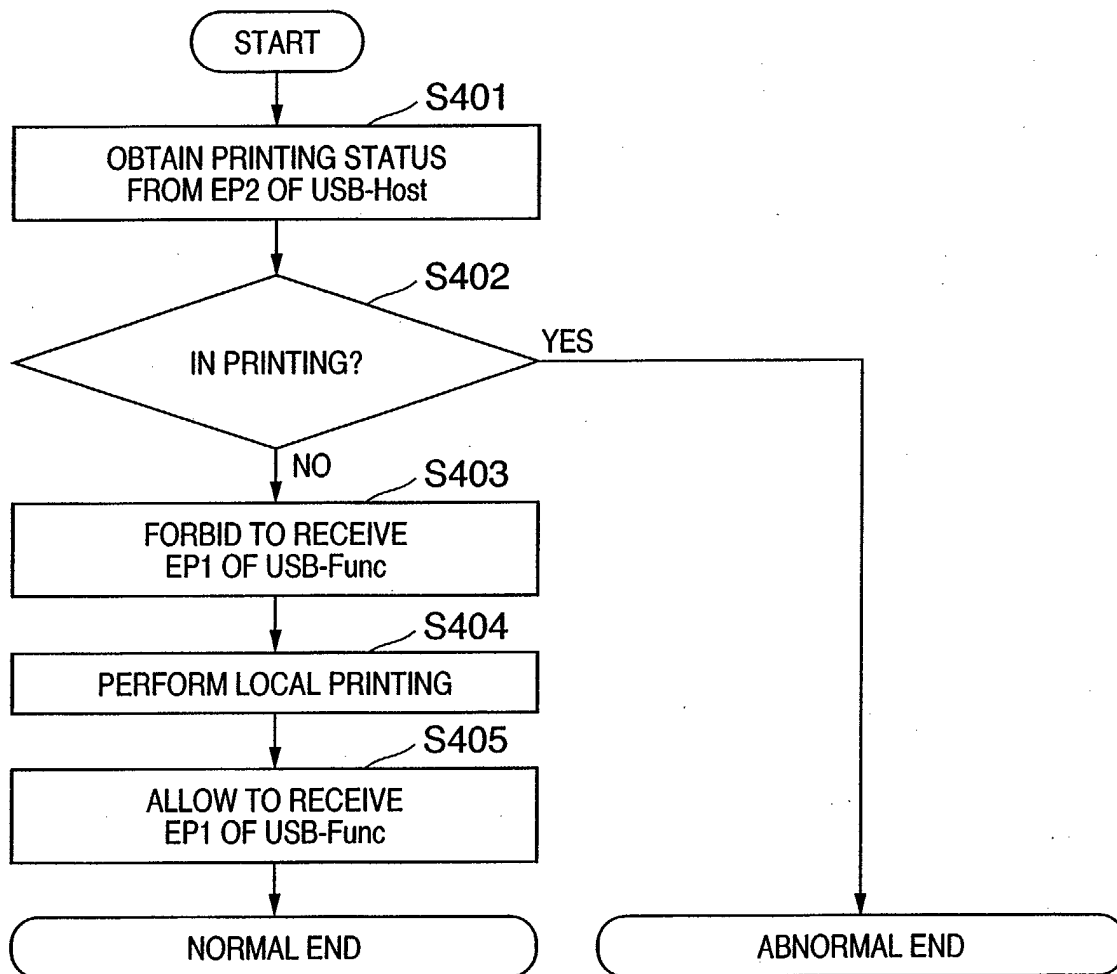 START
S401
OBTAIN PRINTING STATUS
FROM EP2 OF USB-Host
S402
IN PRINTING?
YES
NO
S403
FORBID TO RECEIVE
EP1 OF USB-Func
S404
PERFORM LOCAL PRINTING
S405
ALLOW TO RECEIVE
EP1 OF USB-Func
NORMAL END
ABNORMAL END